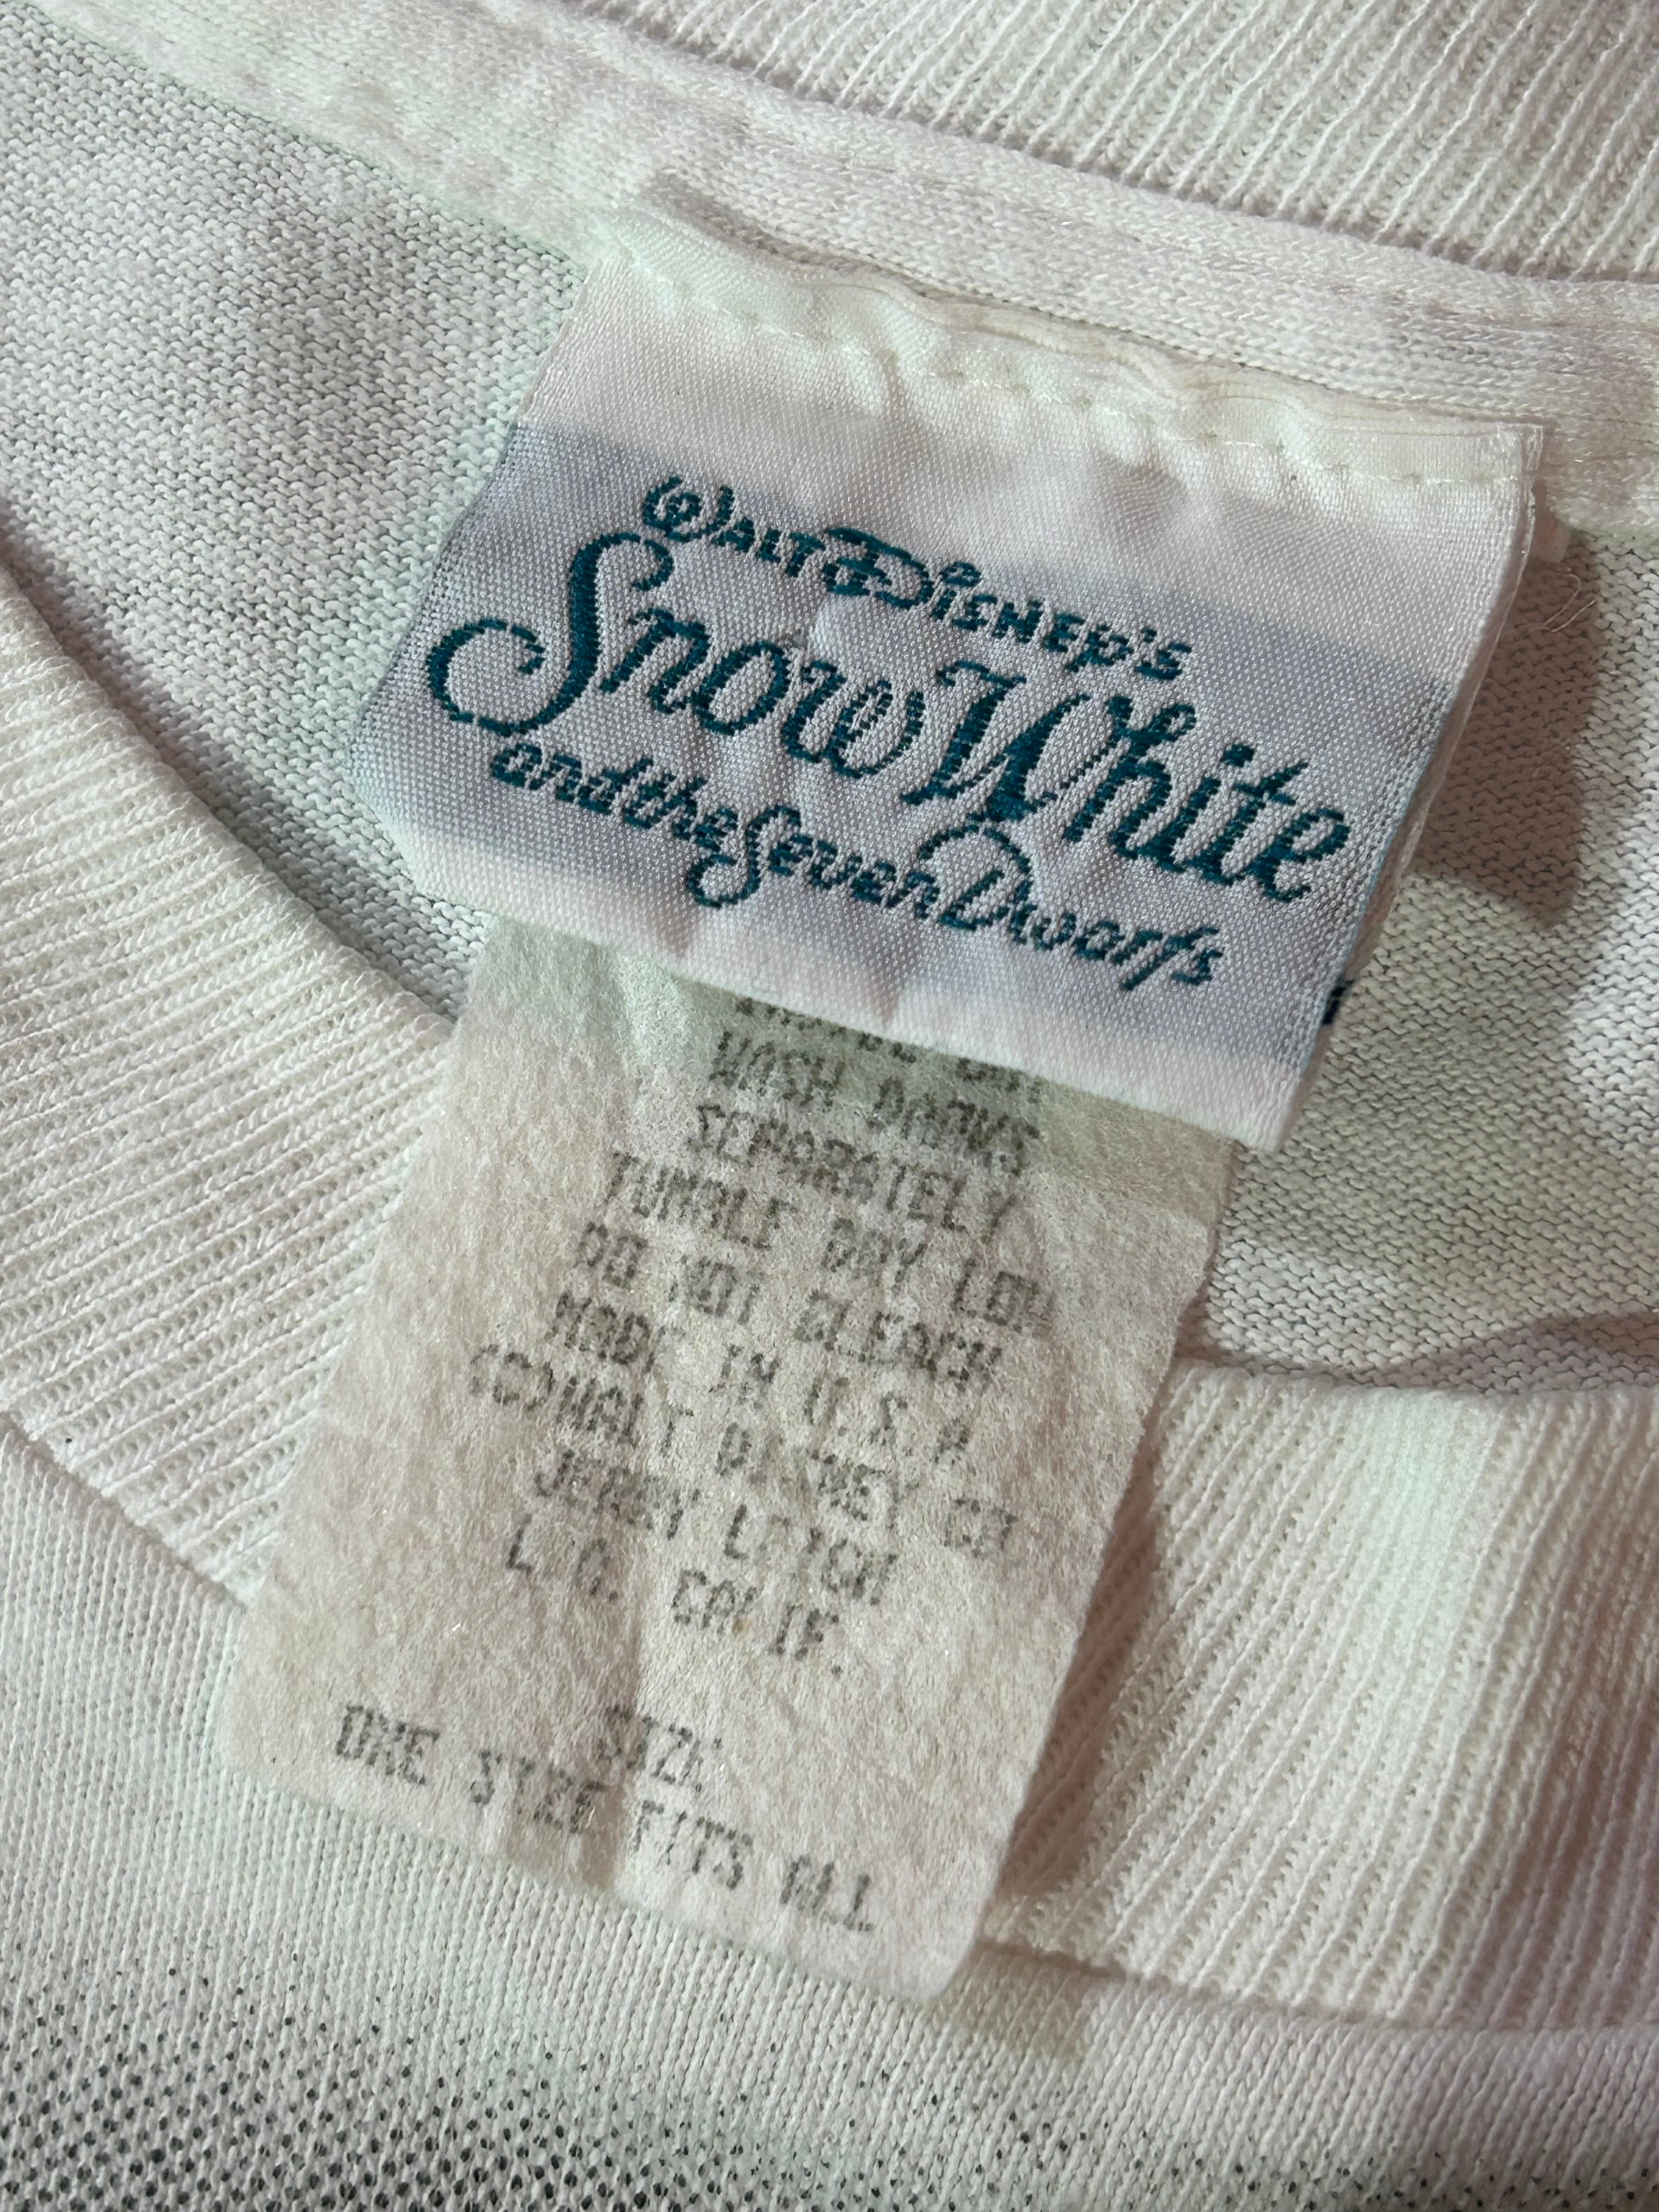 WALT DISNEY'S
Snow White
and the Seven Dwarfs
WASH DARKS
SEPARATELY
TUMBLE DRY LOW
DO NOT BLEACH
MADE IN U.S.A
(C) WALT DISNEY CO
JERRY LEIGH
L.A. CALIF.
SIZE
ONE SIZE FITS ALL